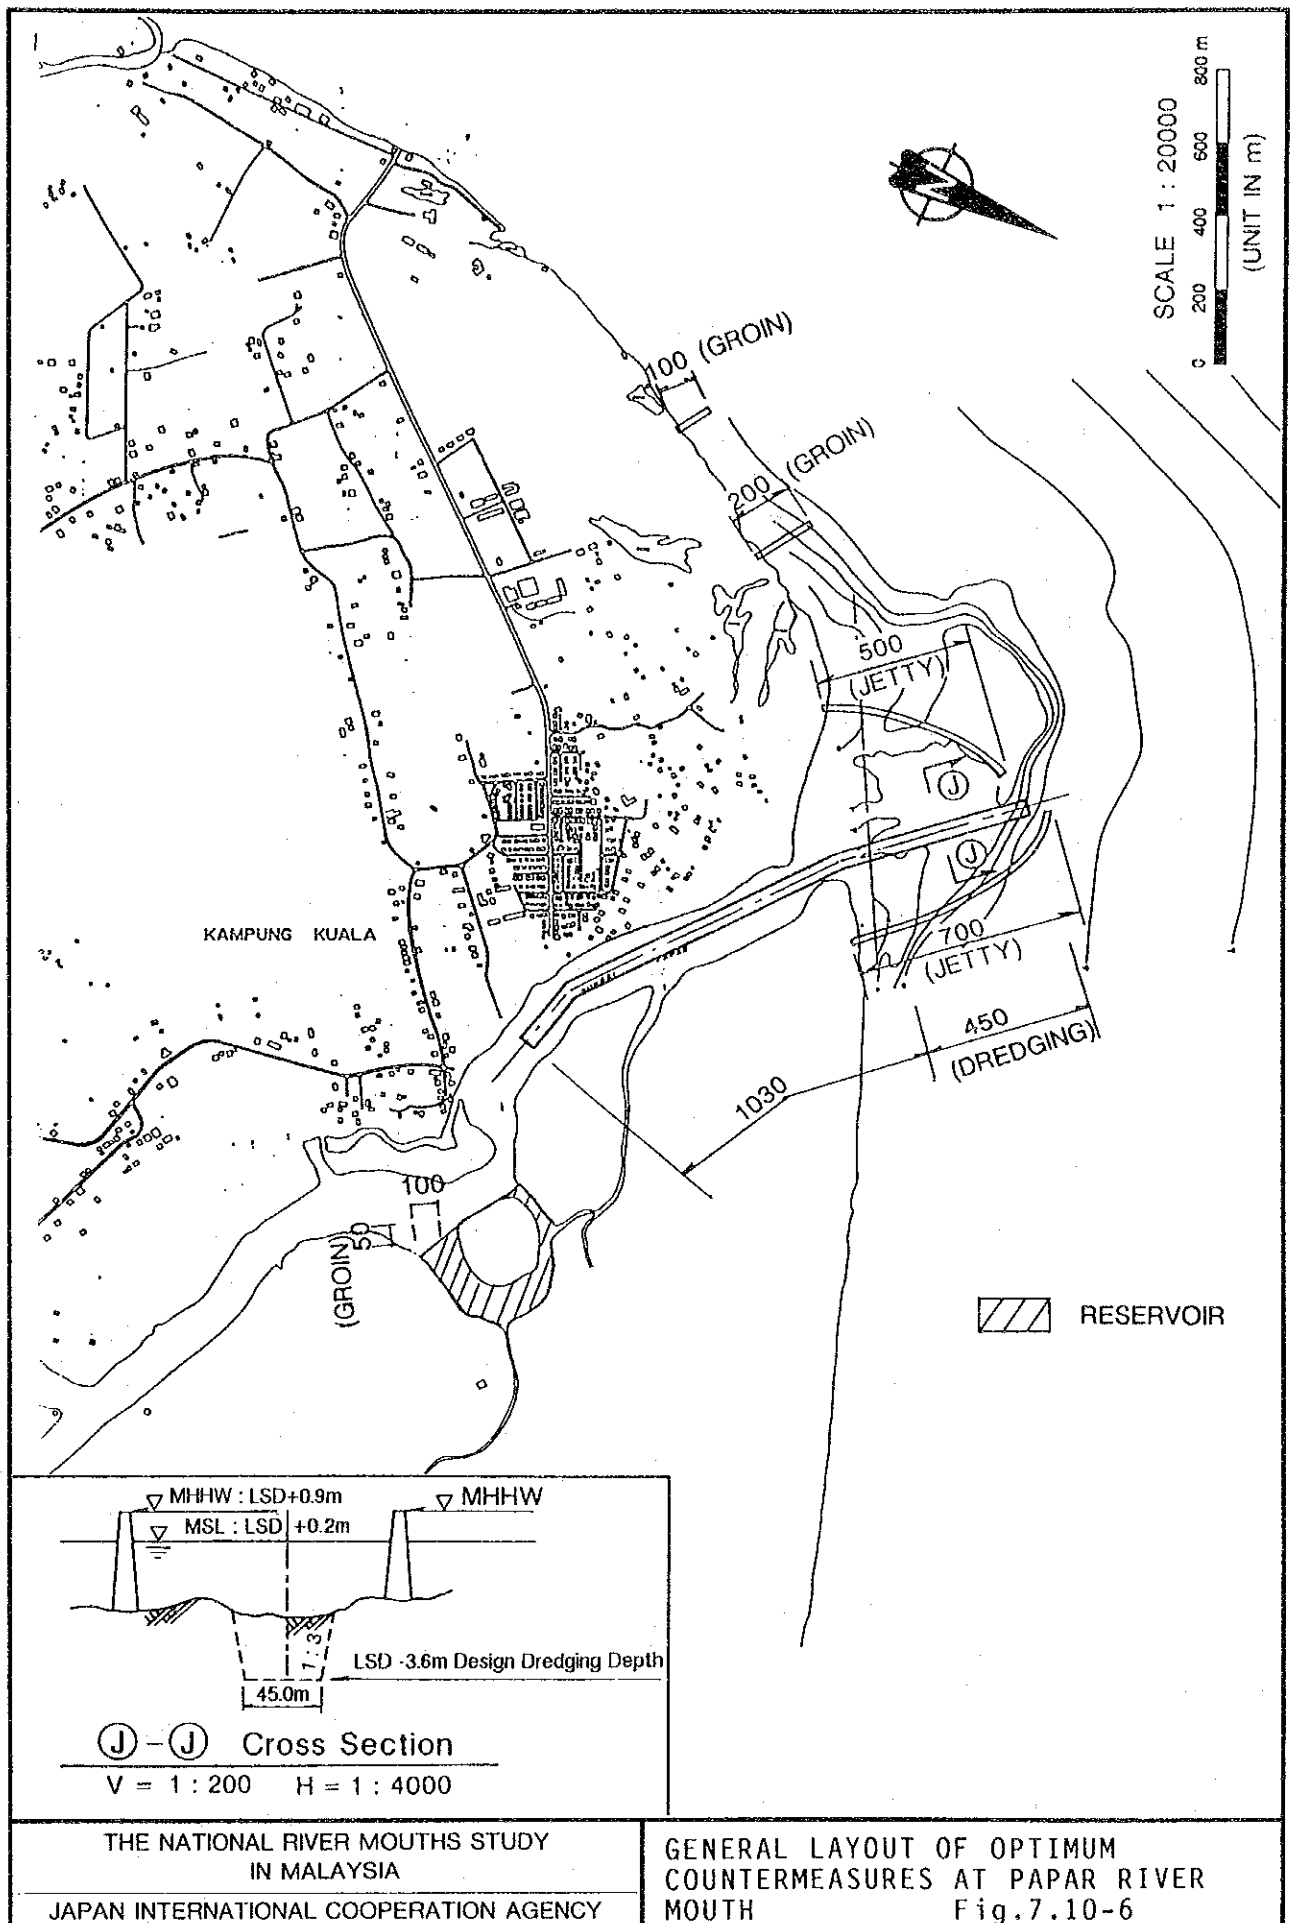 SCALE 1 : 20000
0 200 400 600 800 m
(UNIT IN m)
100 (GROIN)
200 (GROIN)
500
(JETTY)
J
J
700
(JETTY)
450
(DREDGING)
1030
KAMPUNG KUALA
100
50
(GROIN)
RESERVOIR
MHHW : LSD+0.9m
MHHW
MSL : LSD +0.2m
1 : 3
LSD -3.6m Design Dredging Depth
45.0m
J - J Cross Section
V = 1 : 200 H = 1 : 4000
THE NATIONAL RIVER MOUTHS STUDY
IN MALAYSIA
JAPAN INTERNATIONAL COOPERATION AGENCY
GENERAL LAYOUT OF OPTIMUM
COUNTERMEASURES AT PAPAR RIVER
MOUTH Fig.7.10-6